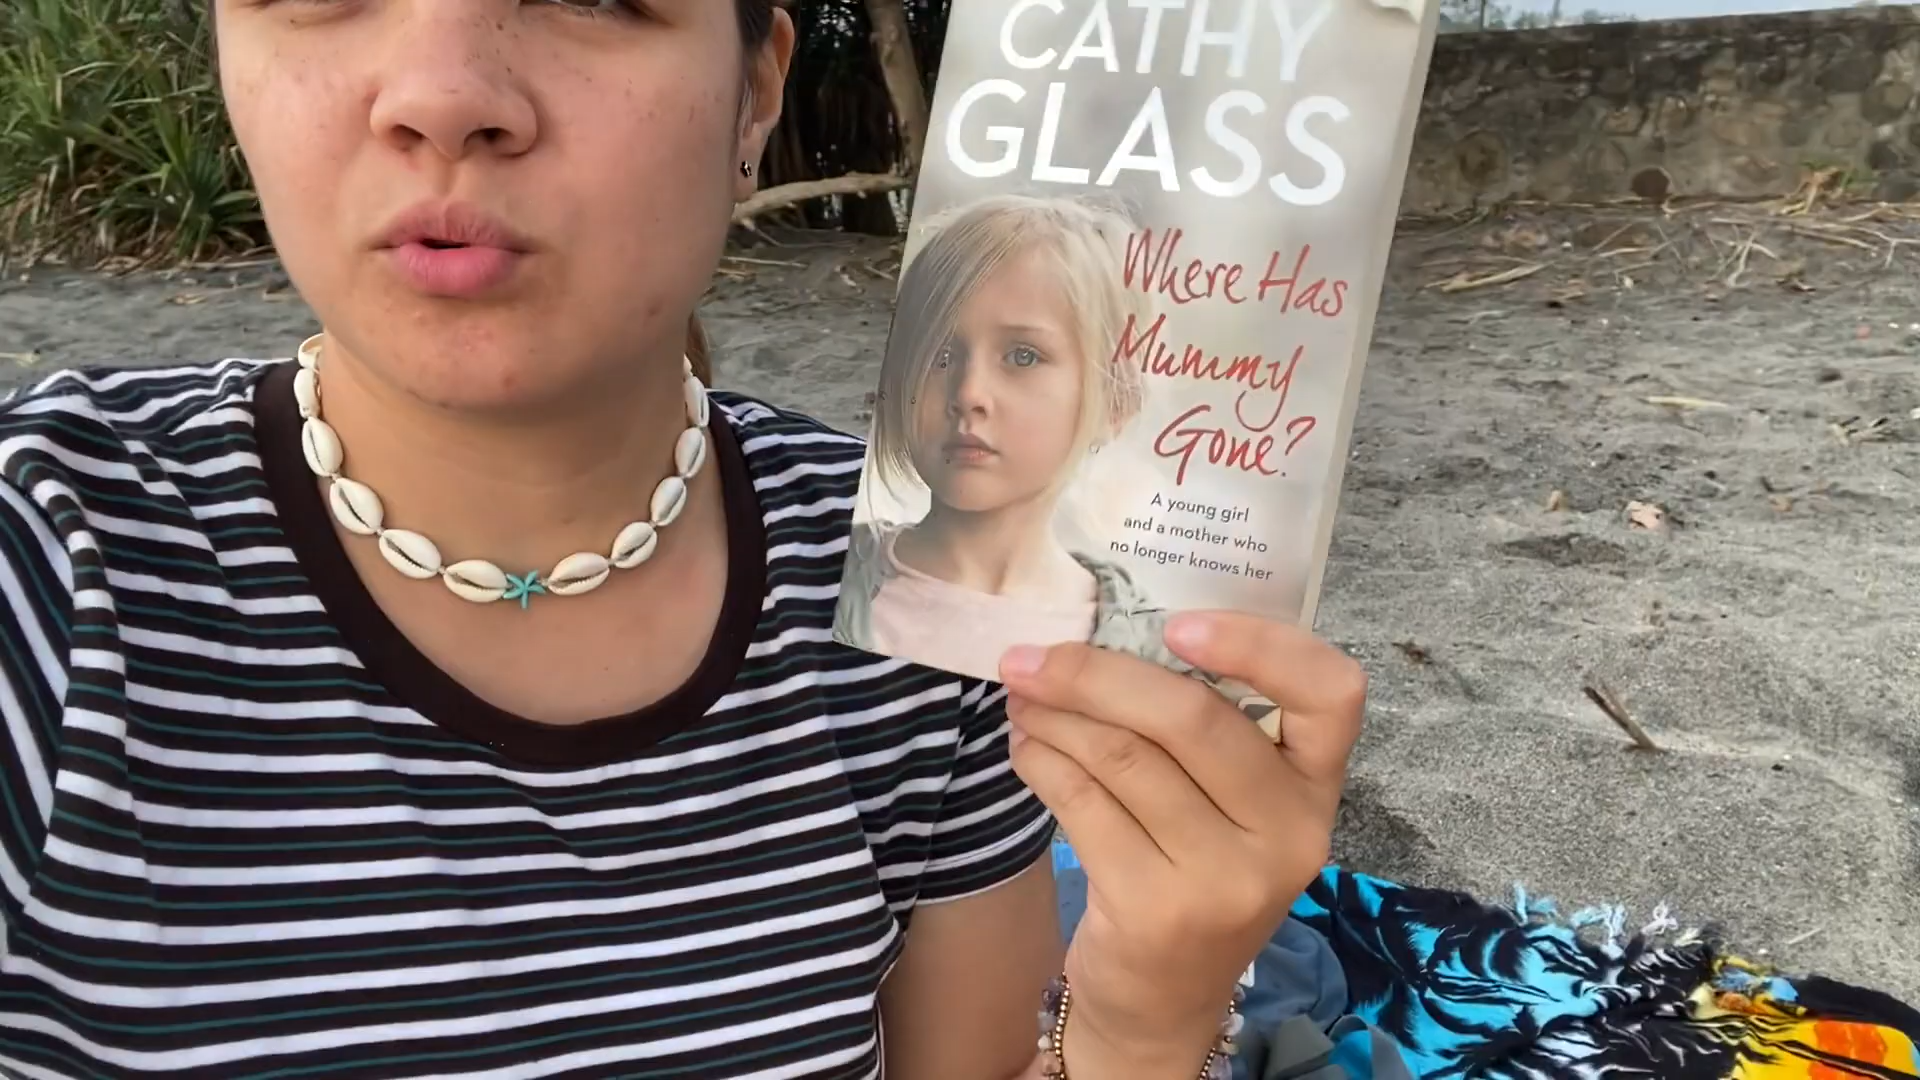 CATHY
GLASS
Where Has
Mummy
Gone?
A young girl
and a mother who
no longer knows her